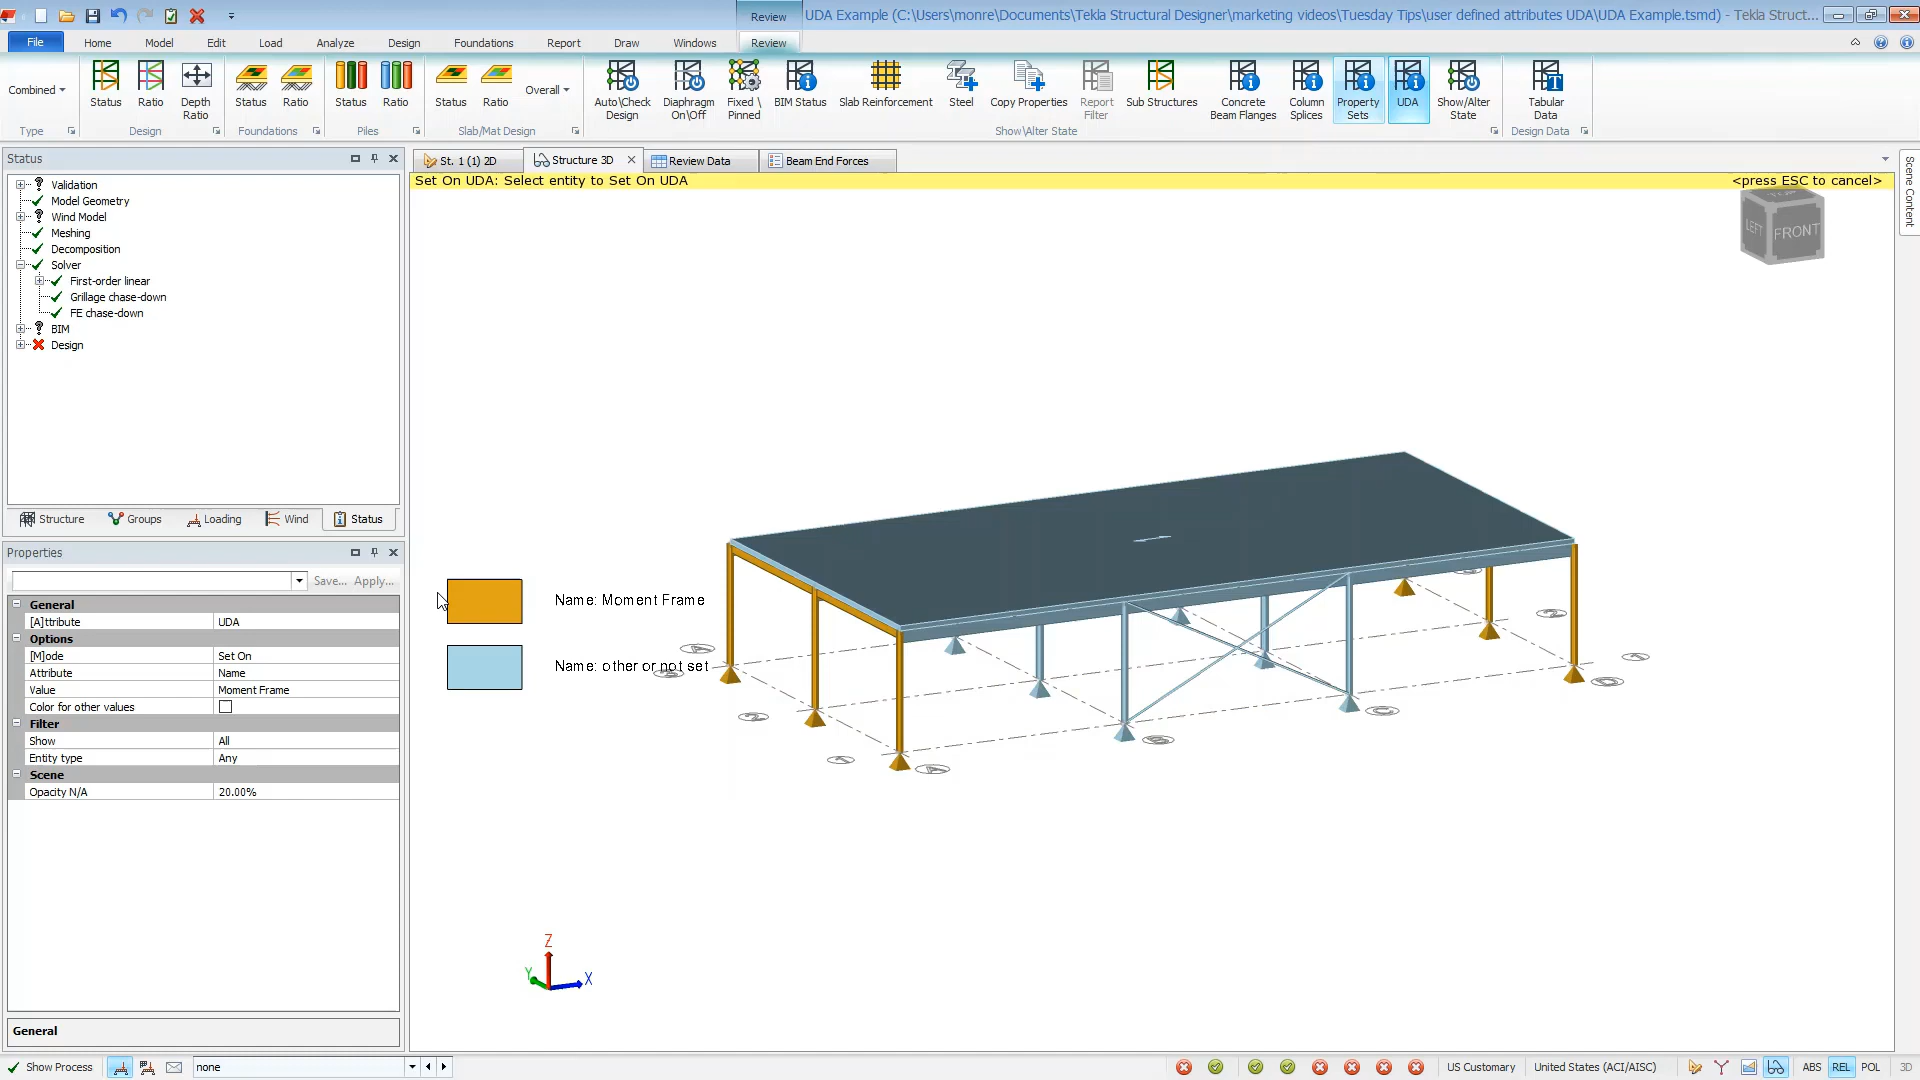 Review
UDA Example (C:\Users\monre\Documents\Tekla Structural Designer\marketing videos\Tuesday Tips\user defined attributes UDA\UDA Example.tsmd) - Tekla Struct...
File Home Model Edit Load Analyze Design Foundations Report Draw Windows Review
Combined
Type
Status Ratio Depth Ratio
Design
Status Ratio
Foundations
Status Ratio
Piles
Status Ratio Overall
Slab/Mat Design
Auto\Check Design
Diaphragm On\Off
Fixed \ Pinned
BIM Status
Slab Reinforcement
Steel
Copy Properties
Report Filter
Sub Structures
Concrete Beam Flanges
Column Splices
Property Sets
UDA
Show/Alter State
Show\Alter State
Tabular Data
Design Data
Status
Validation
Model Geometry
Wind Model
Meshing
Decomposition
Solver
First-order linear
Grillage chase-down
FE chase-down
BIM
Design
Structure Groups Loading Wind Status
Properties
Save... Apply...
General
[A]ttribute UDA
Options
[M]ode Set On
Attribute Name
Value Moment Frame
Color for other values
Filter
Show All
Entity type Any
Scene
Opacity N/A 20.00%
General
St. 1 (1) 2D Structure 3D Review Data Beam End Forces
Set On UDA: Select entity to Set On UDA <press ESC to cancel>
LEFT FRONT
Scene Content
Name: Moment Frame
Name: other or not set
Z
Y
X
Show Process none US Customary United States (ACI/AISC) ABS REL POL 3D